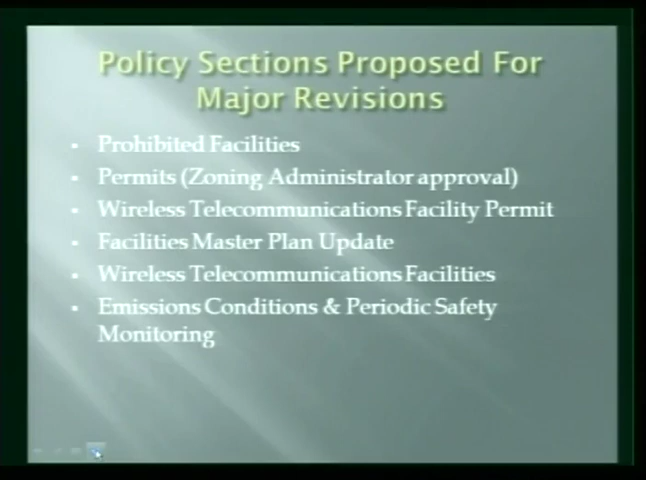 Policy Sections Proposed For
Major Revisions
Prohibited Facilities
Permits (Zoning Administrator approval)
Wireless Telecommunications Facility Permit
Facilities Master Plan Update
Wireless Telecommunications Facilities
Emissions Conditions & Periodic Safety
Monitoring